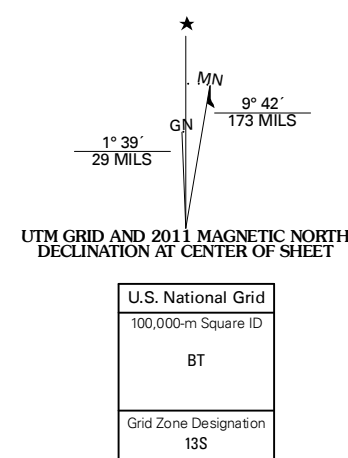 MN
9° 42´
173 MILS
GN
1° 39´
29 MILS
UTM GRID AND 2011 MAGNETIC NORTH
DECLINATION AT CENTER OF SHEET
U.S. National Grid
100,000-m Square ID
BT
Grid Zone Designation
13S